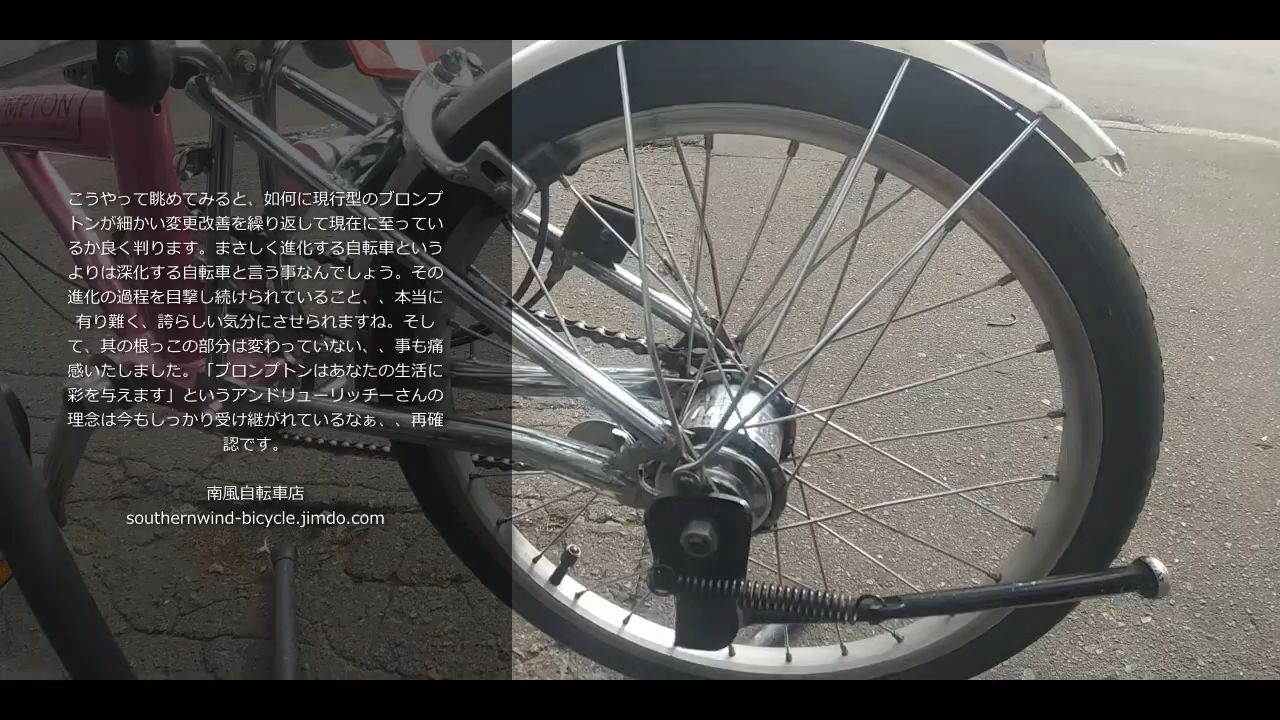 MPTON
こうやって眺めてみると、如何に現行型のブロンプ
トンが細かい変更改善を繰り返して現在に至ってい
るか良く判ります。まさしく進化する自転車という
よりは深化する自転車と言う事なんでしょう。その
進化の過程を目撃し続けられていること、、本当に
有り難く、誇らしい気分にさせられますね。そし
て、其の根っこの部分は変わっていない、、事も痛
感いたしました。「ブロンプトンはあなたの生活に
彩を与えます」というアンドリューリッチーさんの
理念は今もしっかり受け継がれているなぁ、、再確
認です。
南風自転車店
southernwind-bicycle.jimdo.com